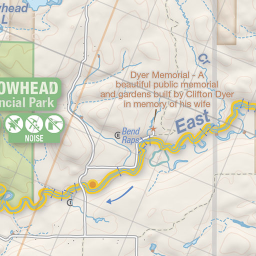 owhead
L
OWHEAD
ncial Park
NOISE
Dyer Memorial - A
beautiful public memorial
and gardens built by Clifton Dyer
in memory of his wife
Bend
Raps
East